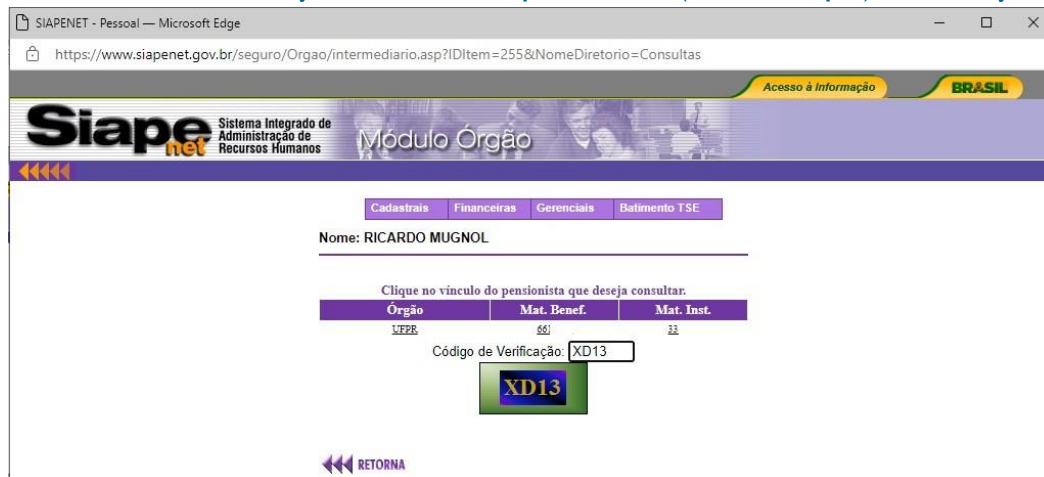 SIAPENET - Pessoal — Microsoft Edge
https://www.siapenet.gov.br/seguro/Orgao/intermediario.asp?IDItem=255&NomeDiretorio=Consultas
Acesso à Informação BRASIL
Siape net Sistema Integrado de
Administração de
Recursos Humanos
Módulo Órgão
Cadastrais Financeiras Gerenciais Batimento TSE
Nome: RICARDO MUGNOL
Clique no vínculo do pensionista que deseja consultar.
Órgão Mat. Benef. Mat. Inst.
UFPR 661 33
Código de Verificação: XD13
XD13
RETORNA